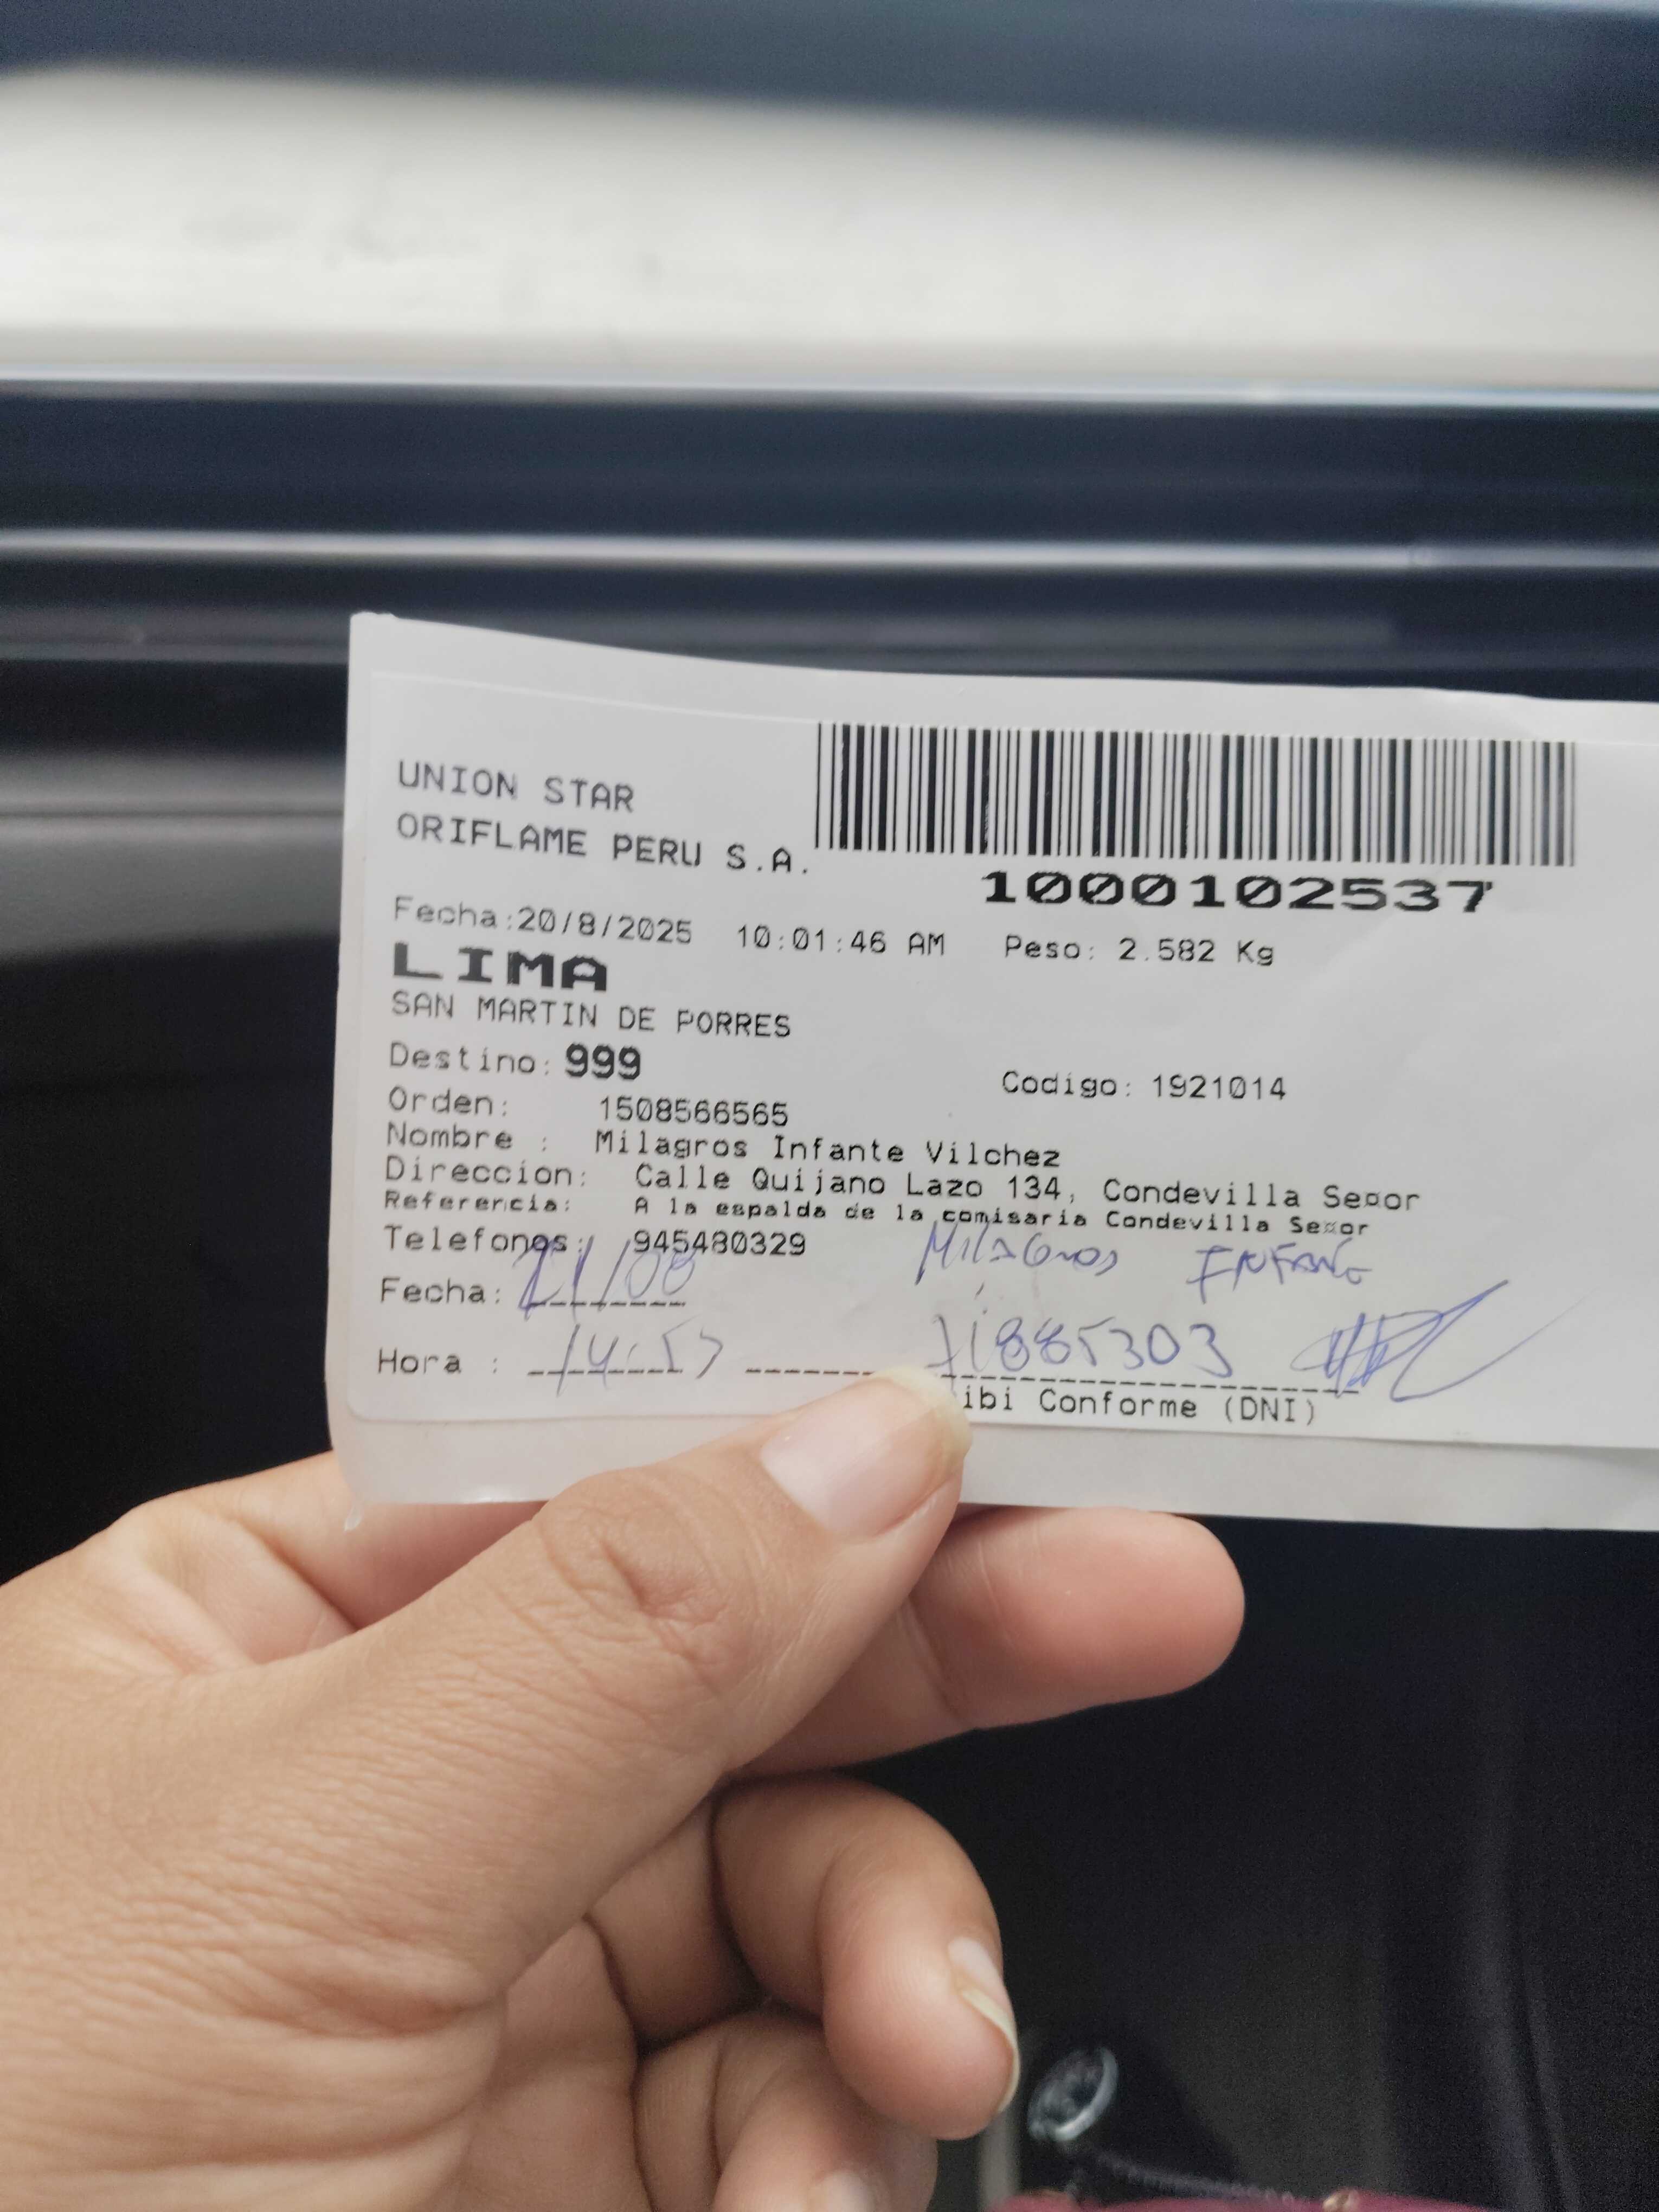 UNION STAR
ORIFLAME PERU S.A.
1000102537
Fecha:20/8/2025 10:01:46 AM Peso: 2.582 Kg
LIMA
SAN MARTIN DE PORRES
Destino: 999
Codigo: 1921014
Orden: 1508566565
Nombre : Milagros Infante Vilchez
Direccion: Calle Quijano Lazo 134, Condevilla Se¤or
Referencia: A la espalda de la comisaria Condevilla Se¤or
Telefonos: 945480329
Milagros INFANTE
Fecha: 21/08
Hora : 14:57 71885303
ibi Conforme (DNI)